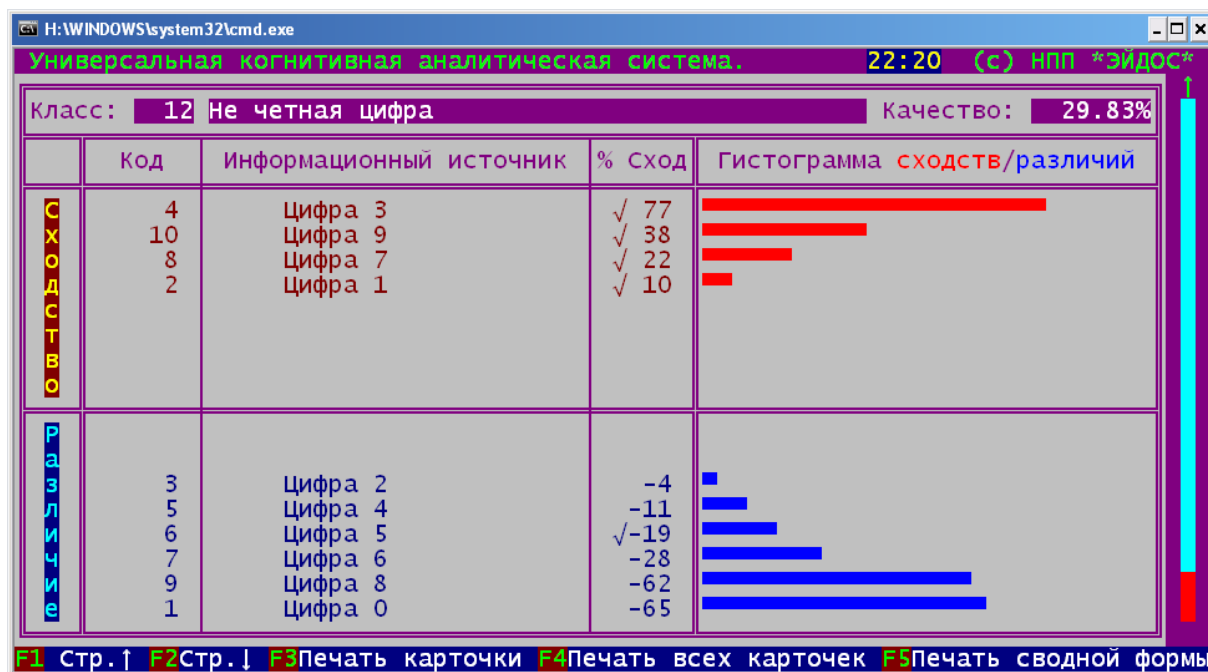 H:\WINDOWS\system32\cmd.exe
Универсальная когнитивная аналитическая система. 22:20 (c) НПП *ЭЙДОС*
Класс: 12 Не четная цифра Качество: 29.83%
Код Информационный источник % Сход Гистограмма сходств/различий
Сходство
4 Цифра 3 √ 77
10 Цифра 9 √ 38
8 Цифра 7 √ 22
2 Цифра 1 √ 10
Различие
3 Цифра 2 -4
5 Цифра 4 -11
6 Цифра 5 √-19
7 Цифра 6 -28
9 Цифра 8 -62
1 Цифра 0 -65
F1 Стр.↑ F2Стр.↓ F3Печать карточки F4Печать всех карточек F5Печать сводной формы